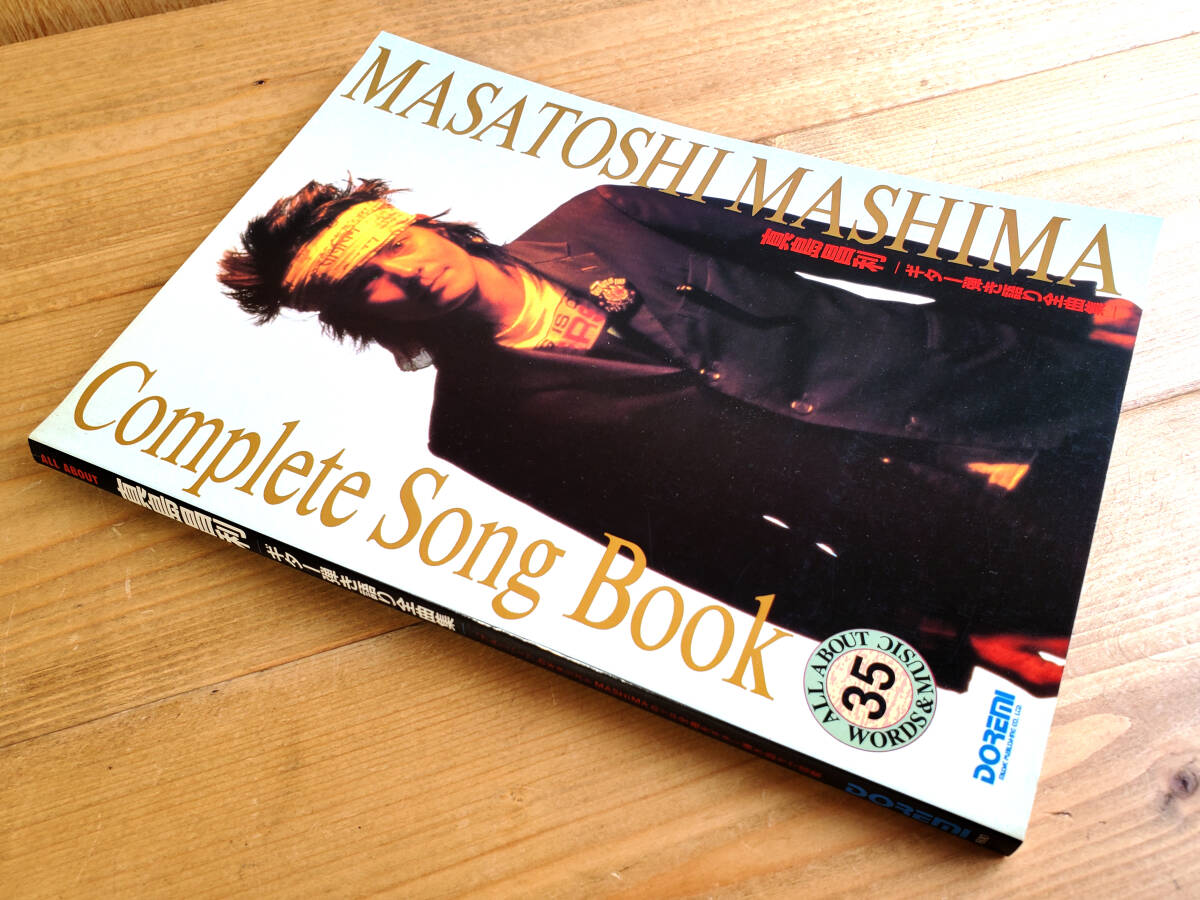 MASATOSHI MASHIMA
真島昌利
ギター弾き語り全曲集
Complete Song Book
ALL ABOUT
35
WORDS&MUSIC
DOREMI
ALL ABOUT
真島昌利
ギター弾き語り全曲集
MASHIMA
DOREMI